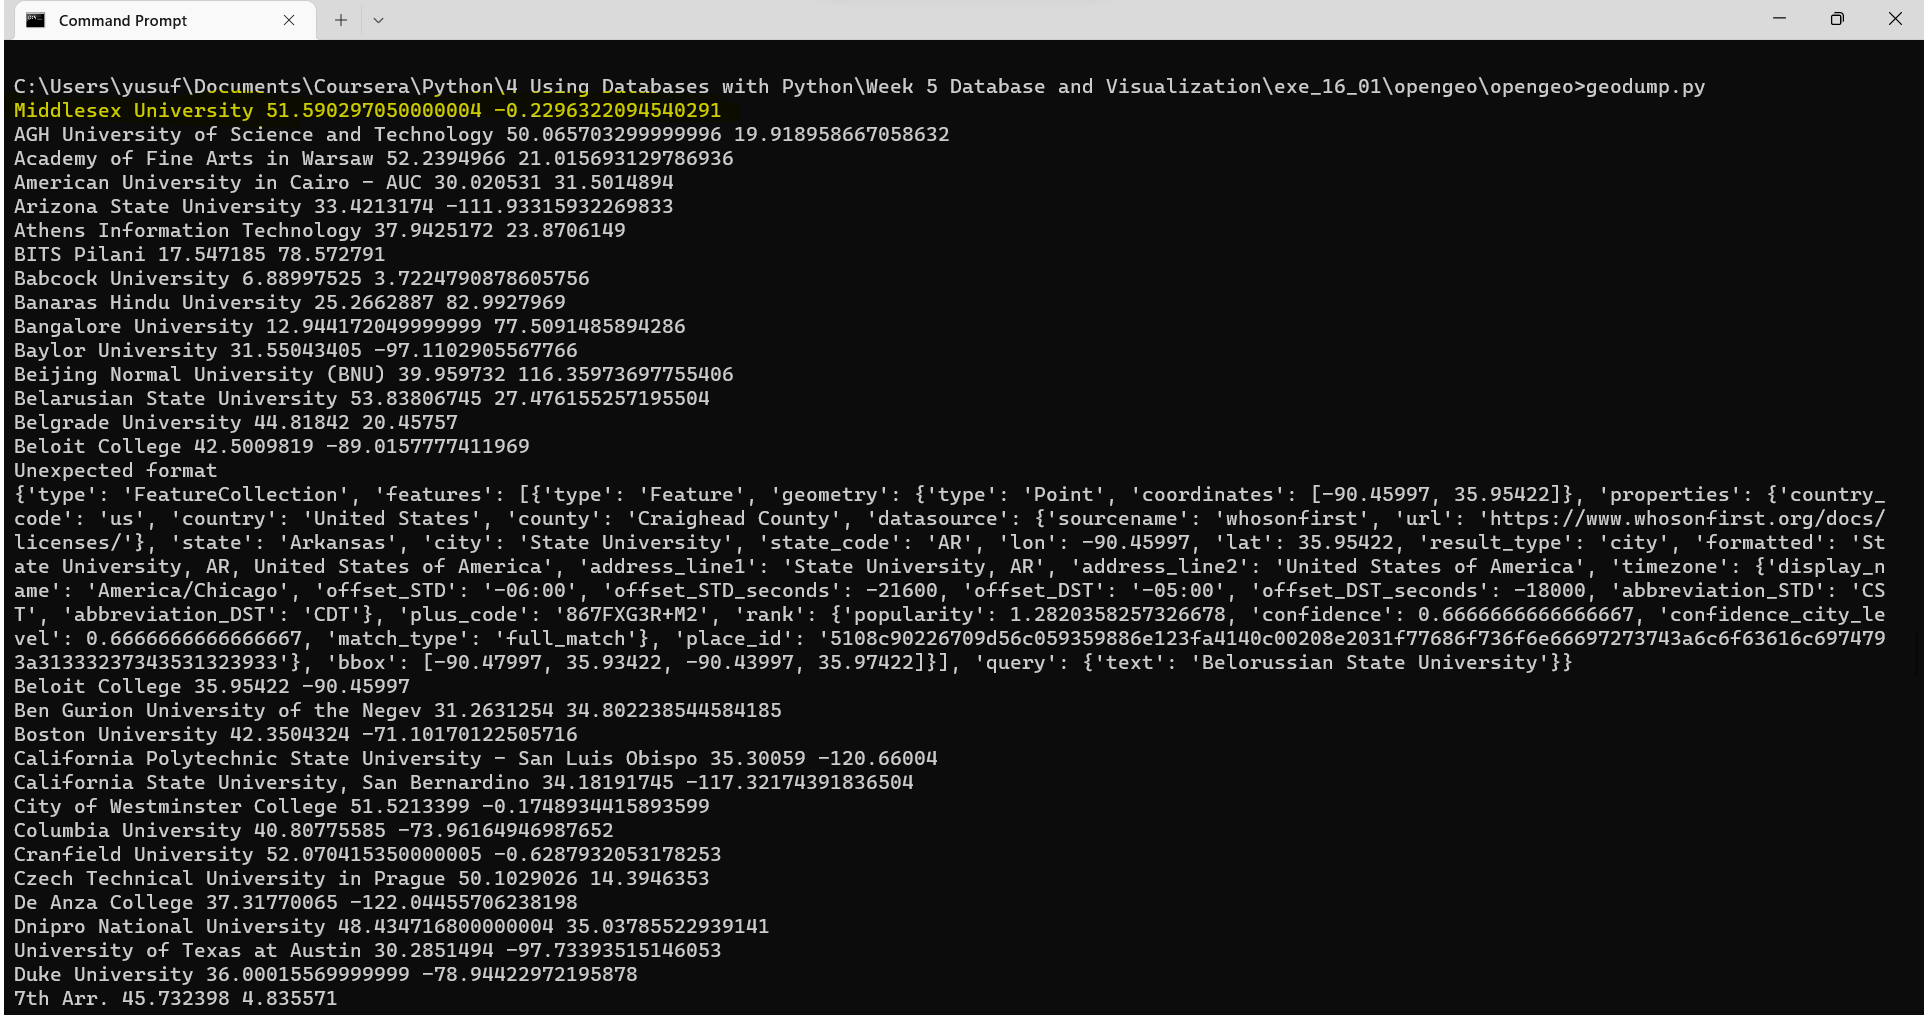 Command Prompt
C:\Users\yusuf\Documents\Coursera\Python\4 Using Databases with Python\Week 5 Database and Visualization\exe_16_01\opengeo\opengeo>geodump.py
Middlesex University 51.590297050000004 -0.2296322094540291
AGH University of Science and Technology 50.065703299999996 19.918958667058632
Academy of Fine Arts in Warsaw 52.2394966 21.015693129786936
American University in Cairo - AUC 30.020531 31.5014894
Arizona State University 33.4213174 -111.93315932269833
Athens Information Technology 37.9425172 23.8706149
BITS Pilani 17.547185 78.572791
Babcock University 6.88997525 3.7224790878605756
Banaras Hindu University 25.2662887 82.9927969
Bangalore University 12.944172049999999 77.5091485894286
Baylor University 31.55043405 -97.1102905567766
Beijing Normal University (BNU) 39.959732 116.35973697755406
Belarusian State University 53.83806745 27.476155257195504
Belgrade University 44.81842 20.45757
Beloit College 42.5009819 -89.0157777411969
Unexpected format
{'type': 'FeatureCollection', 'features': [{'type': 'Feature', 'geometry': {'type': 'Point', 'coordinates': [-90.45997, 35.95422]}, 'properties': {'country_
code': 'us', 'country': 'United States', 'county': 'Craighead County', 'datasource': {'sourcename': 'whosonfirst', 'url': 'https://www.whosonfirst.org/docs/
licenses/'}, 'state': 'Arkansas', 'city': 'State University', 'state_code': 'AR', 'lon': -90.45997, 'lat': 35.95422, 'result_type': 'city', 'formatted': 'St
ate University, AR, United States of America', 'address_line1': 'State University, AR', 'address_line2': 'United States of America', 'timezone': {'display_n
ame': 'America/Chicago', 'offset_STD': '-06:00', 'offset_STD_seconds': -21600, 'offset_DST': '-05:00', 'offset_DST_seconds': -18000, 'abbreviation_STD': 'CS
T', 'abbreviation_DST': 'CDT'}, 'plus_code': '867FXG3R+M2', 'rank': {'popularity': 1.2820358257326678, 'confidence': 0.6666666666666667, 'confidence_city_le
vel': 0.6666666666666667, 'match_type': 'full_match'}, 'place_id': '5108c90226709d56c059359886e123fa4140c00208e2031f77686f736f6e66697273743a6c6f63616c697479
3a31333237343531323933'}, 'bbox': [-90.47997, 35.93422, -90.43997, 35.97422]}], 'query': {'text': 'Belorussian State University'}}
Beloit College 35.95422 -90.45997
Ben Gurion University of the Negev 31.2631254 34.802238544584185
Boston University 42.3504324 -71.10170122505716
California Polytechnic State University - San Luis Obispo 35.30059 -120.66004
California State University, San Bernardino 34.18191745 -117.32174391836504
City of Westminster College 51.5213399 -0.1748934415893599
Columbia University 40.80775585 -73.96164946987652
Cranfield University 52.070415350000005 -0.6287932053178253
Czech Technical University in Prague 50.1029026 14.3946353
De Anza College 37.31770065 -122.04455706238198
Dnipro National University 48.434716800000004 35.03785522939141
University of Texas at Austin 30.2851494 -97.73393515146053
Duke University 36.00015569999999 -78.94422972195878
7th Arr. 45.732398 4.835571